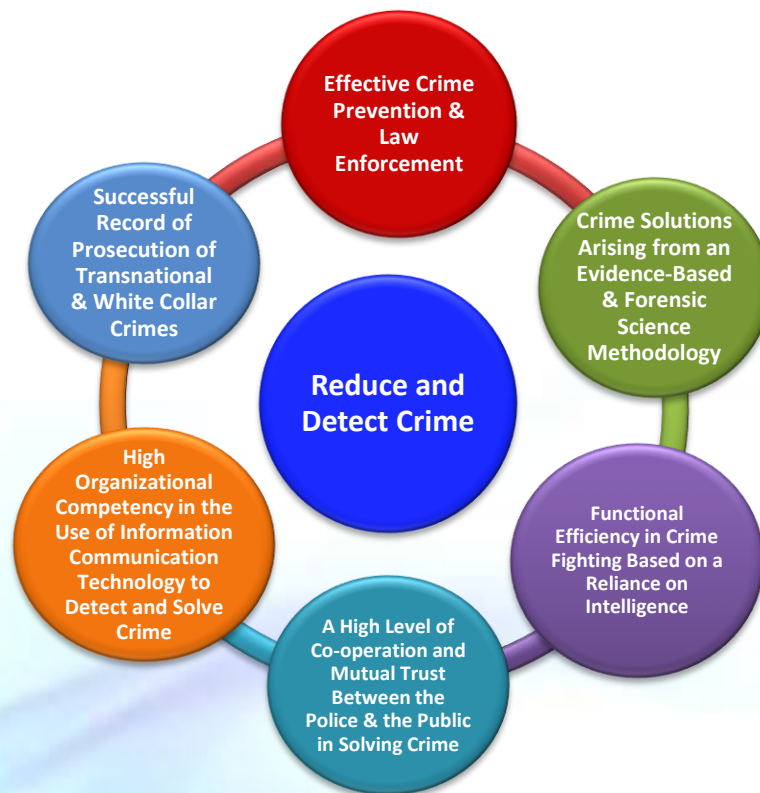 Effective Crime
Prevention &
Law
Enforcement
Crime Solutions
Arising from an
Evidence-Based
& Forensic
Science
Methodology
Functional
Efficiency in Crime
Fighting Based on a
Reliance on
Intelligence
A High Level of
Co-operation and
Mutual Trust
Between the
Police & the Public
in Solving Crime
High
Organizational
Competency in the
Use of Information
Communication
Technology to
Detect and Solve
Crime
Successful
Record of
Prosecution of
Transnational
& White Collar
Crimes
Reduce and
Detect Crime